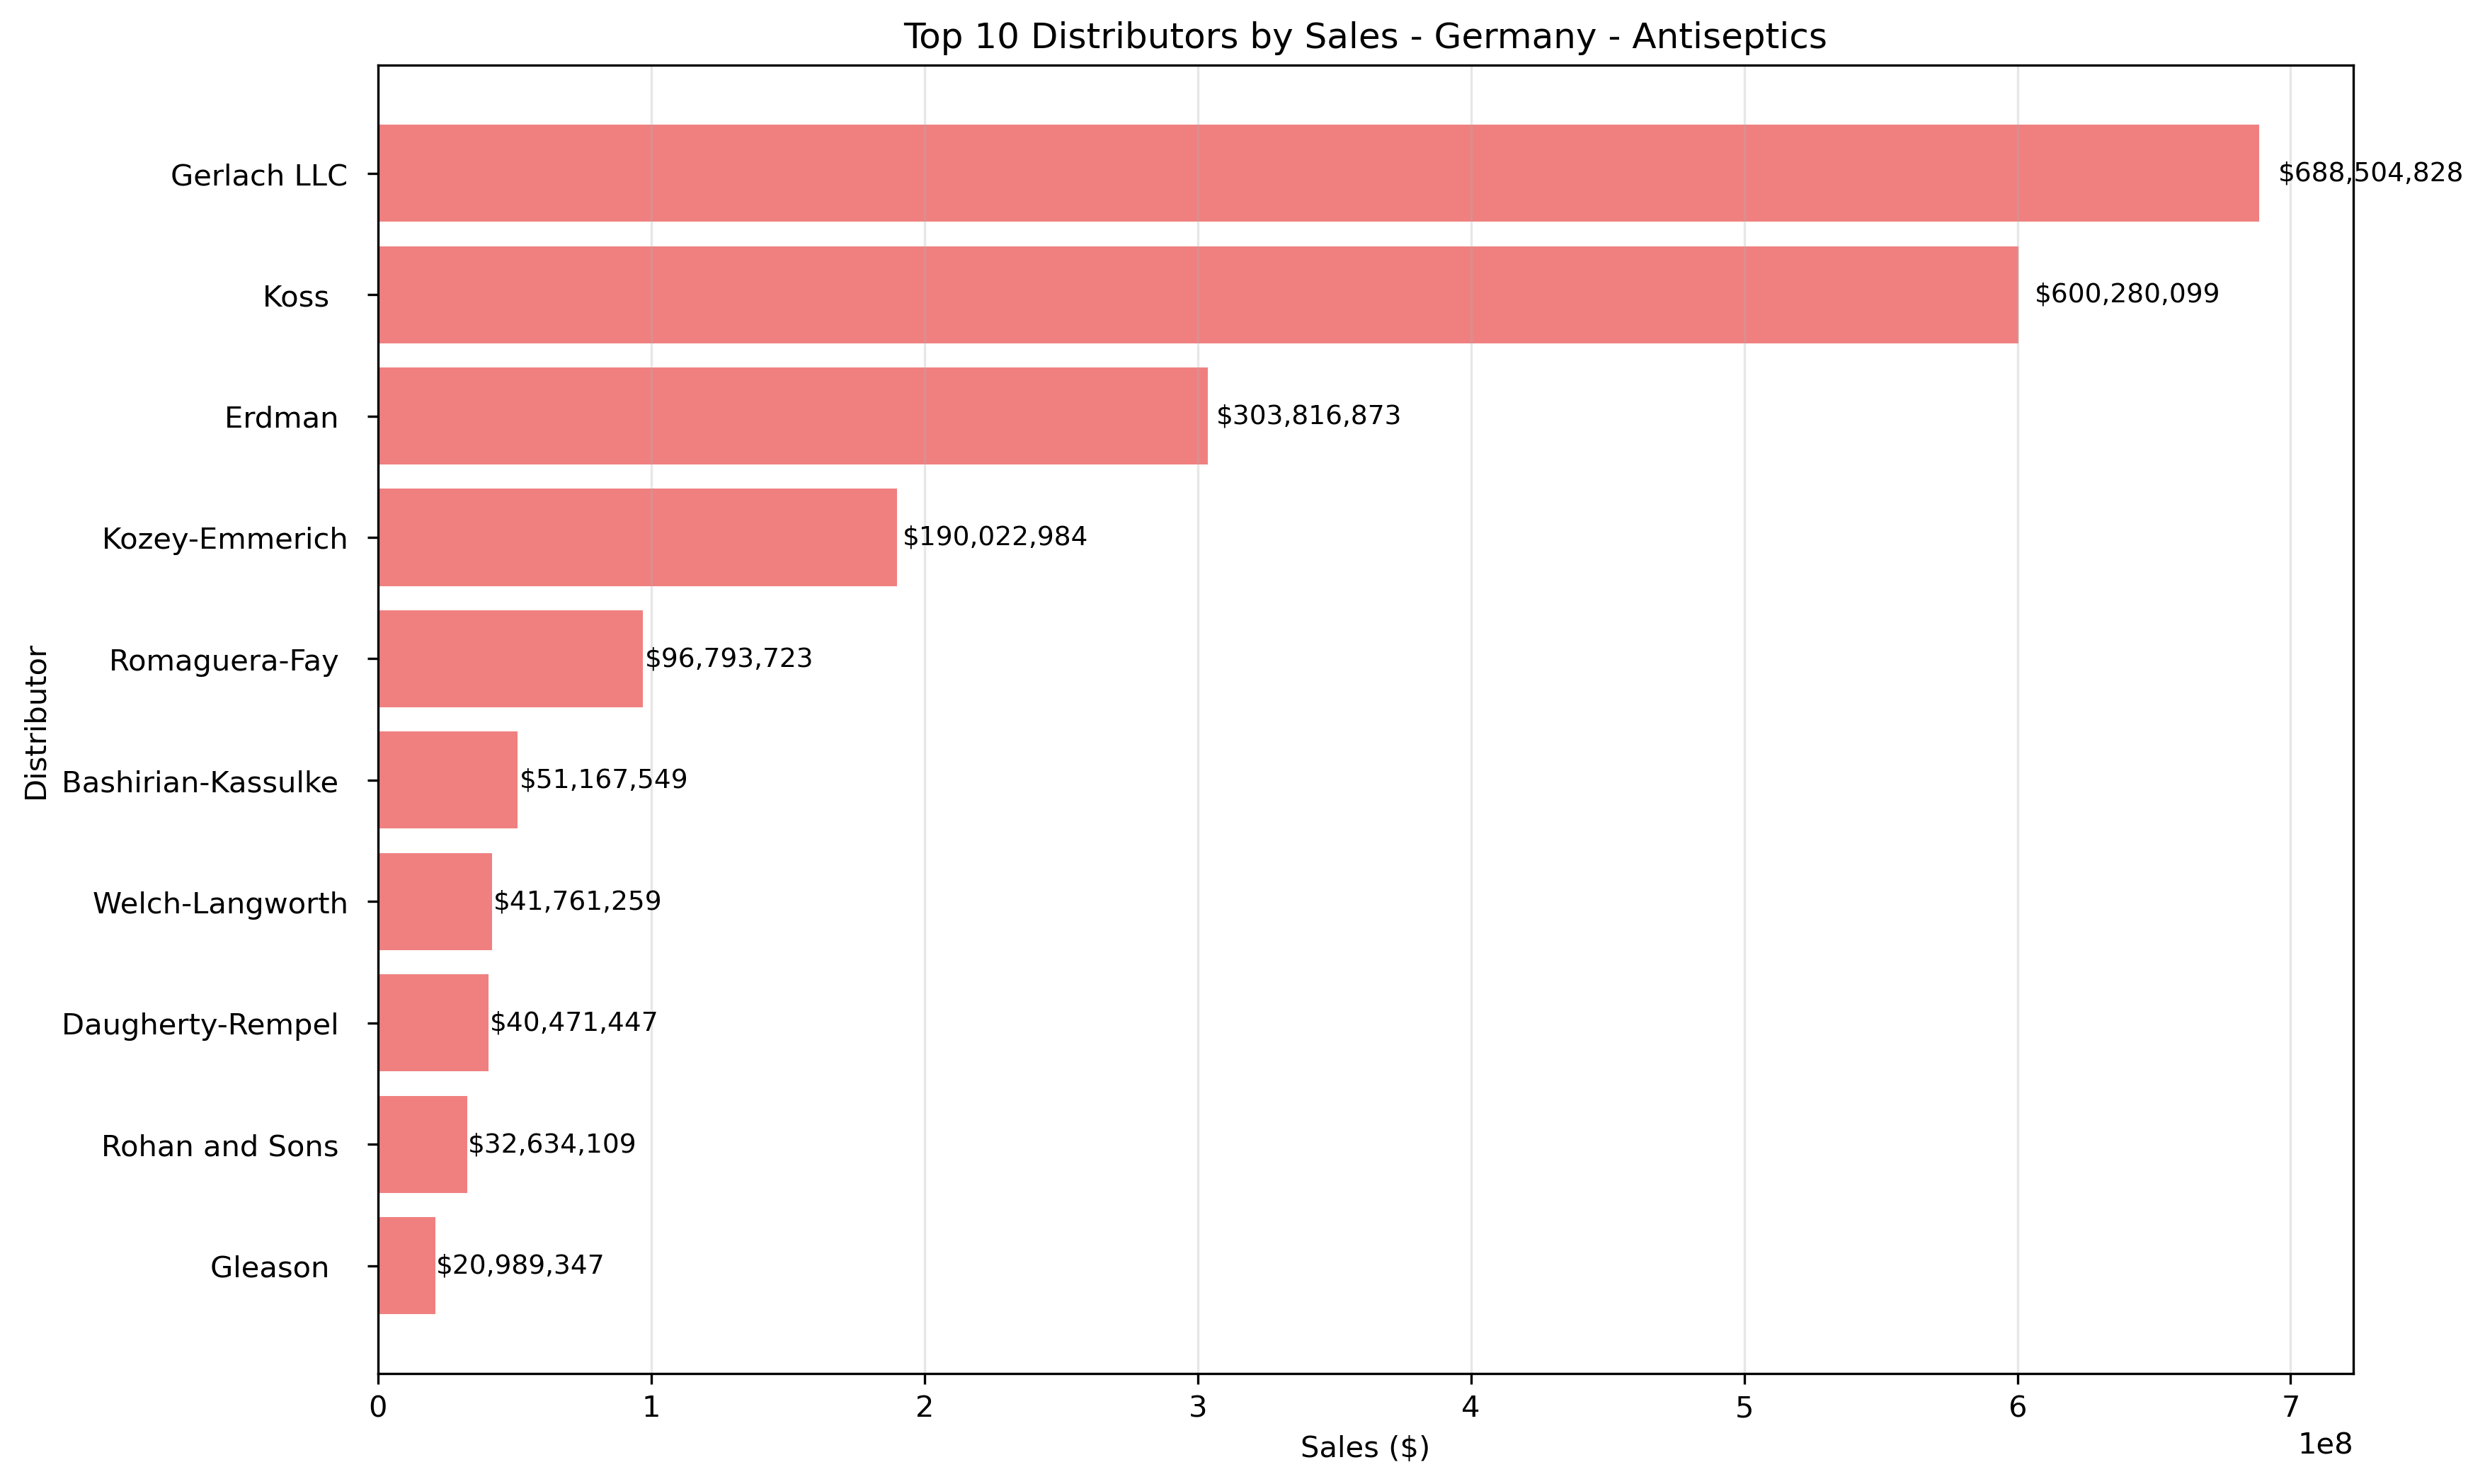 Top 10 Distributors by Sales - Germany - Antiseptics
Distributor
Gerlach LLC $688,504,828
Koss $600,280,099
Erdman $303,816,873
Kozey-Emmerich $190,022,984
Romaguera-Fay $96,793,723
Bashirian-Kassulke $51,167,549
Welch-Langworth $41,761,259
Daugherty-Rempel $40,471,447
Rohan and Sons $32,634,109
Gleason $20,989,347
0 1 2 3 4 5 6 7
Sales ($)
1e8